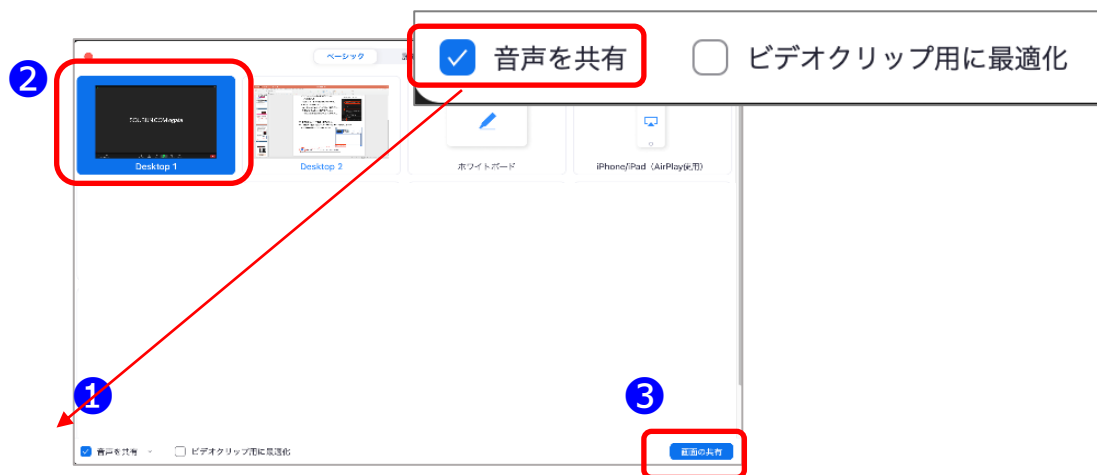 音声を共有
ビデオクリップ用に最適化
❷
ベーシック
Desktop 1
Desktop 2
ホワイトボード
iPhone/iPad（AirPlay使用）
❶
❸
音声を共有
ビデオクリップ用に最適化
画面の共有